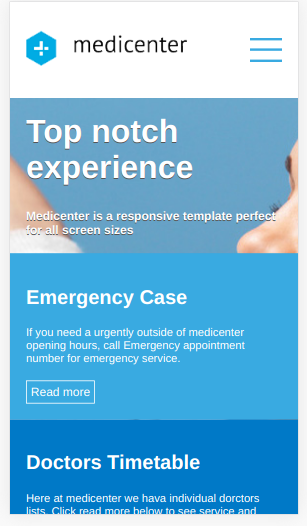 medicenter
Top notch
experience
Medicenter is a responsive template perfect
for all screen sizes
Emergency Case
If you need a urgently outside of medicenter
opening hours, call Emergency appointment
number for emergency service.
Read more
Doctors Timetable
Here at medicenter we hava individual dorctors
lists. Click read more below to see service and